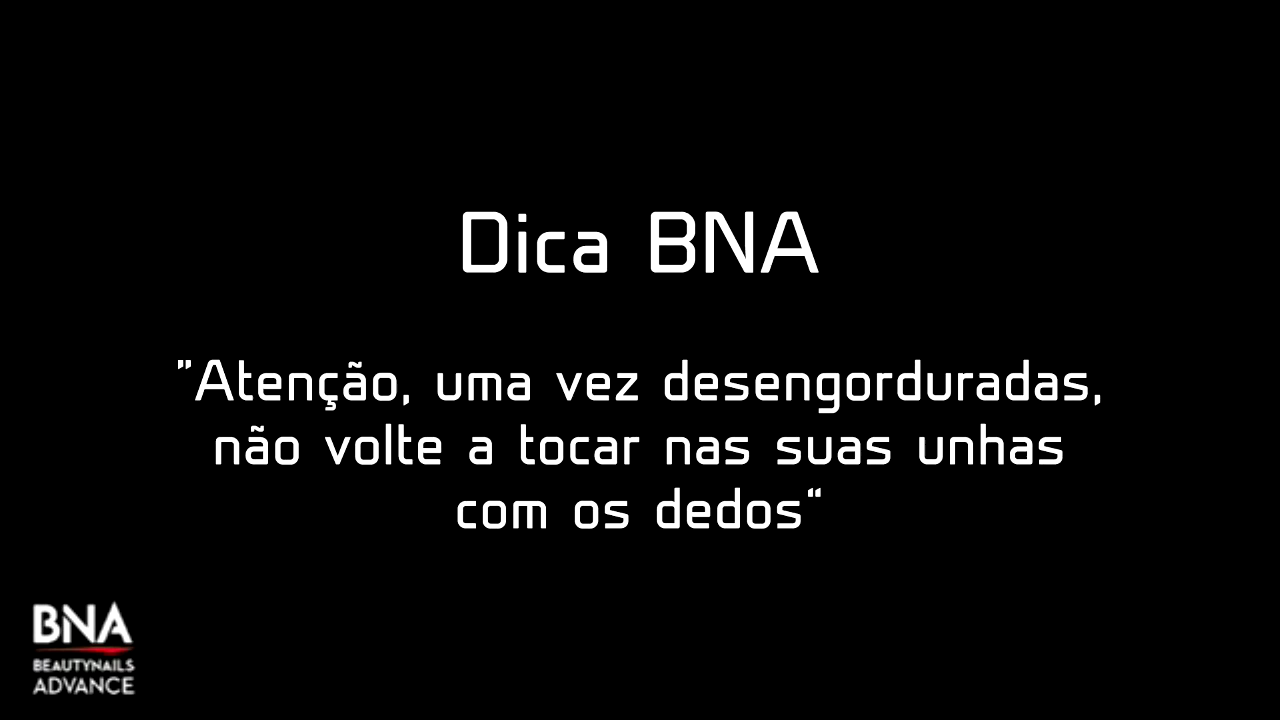 Dica BNA
"Atenção, uma vez desengorduradas,
não volte a tocar nas suas unhas
com os dedos"
BNA
BEAUTYNAILS
ADVANCE